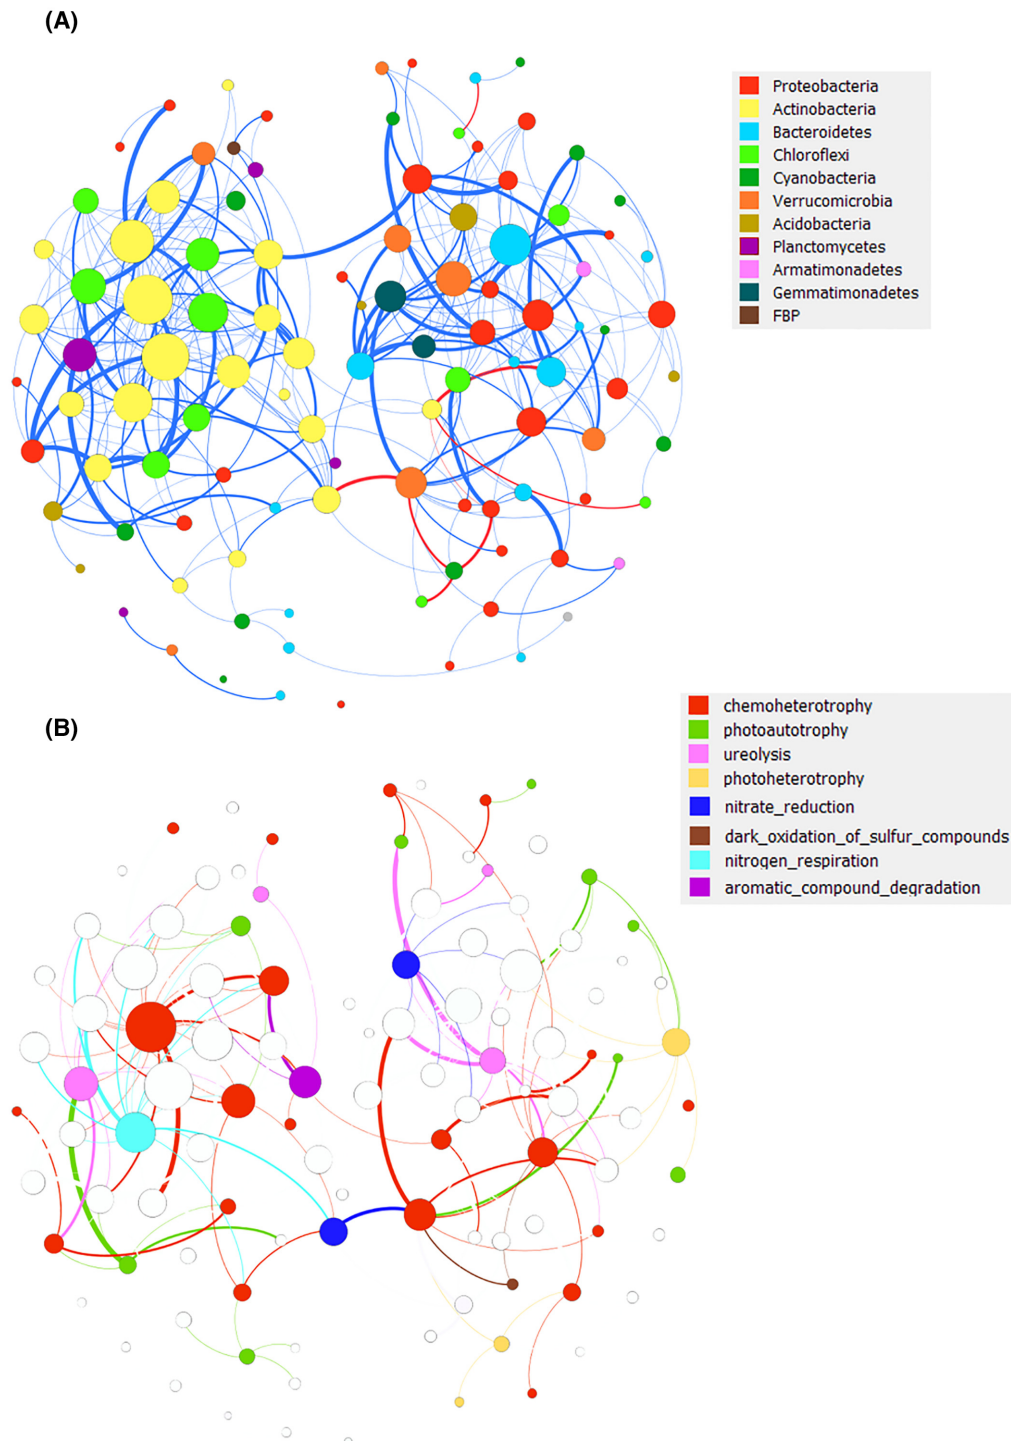 (A)
Proteobacteria
Actinobacteria
Bacteroidetes
Chloroflexi
Cyanobacteria
Verrucomicrobia
Acidobacteria
Planctomycetes
Armatimonadetes
Gemmatimonadetes
FBP
(B)
chemoheterotrophy
photoautotrophy
ureolysis
photoheterotrophy
nitrate_reduction
dark_oxidation_of_sulfur_compounds
nitrogen_respiration
aromatic_compound_degradation